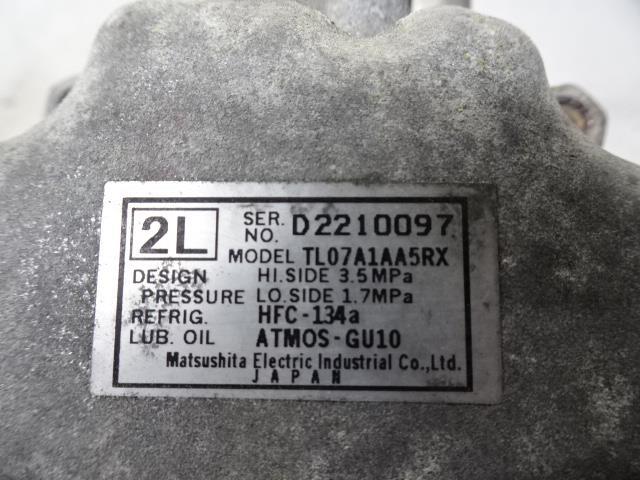 2L SER. NO. D2210097
MODEL TL07A1AA5RX
DESIGN HI.SIDE 3.5MPa
PRESSURE LO.SIDE 1.7MPa
REFRIG. HFC-134a
LUB. OIL ATMOS-GU10
Matsushita Electric Industrial Co.,Ltd.
JAPAN